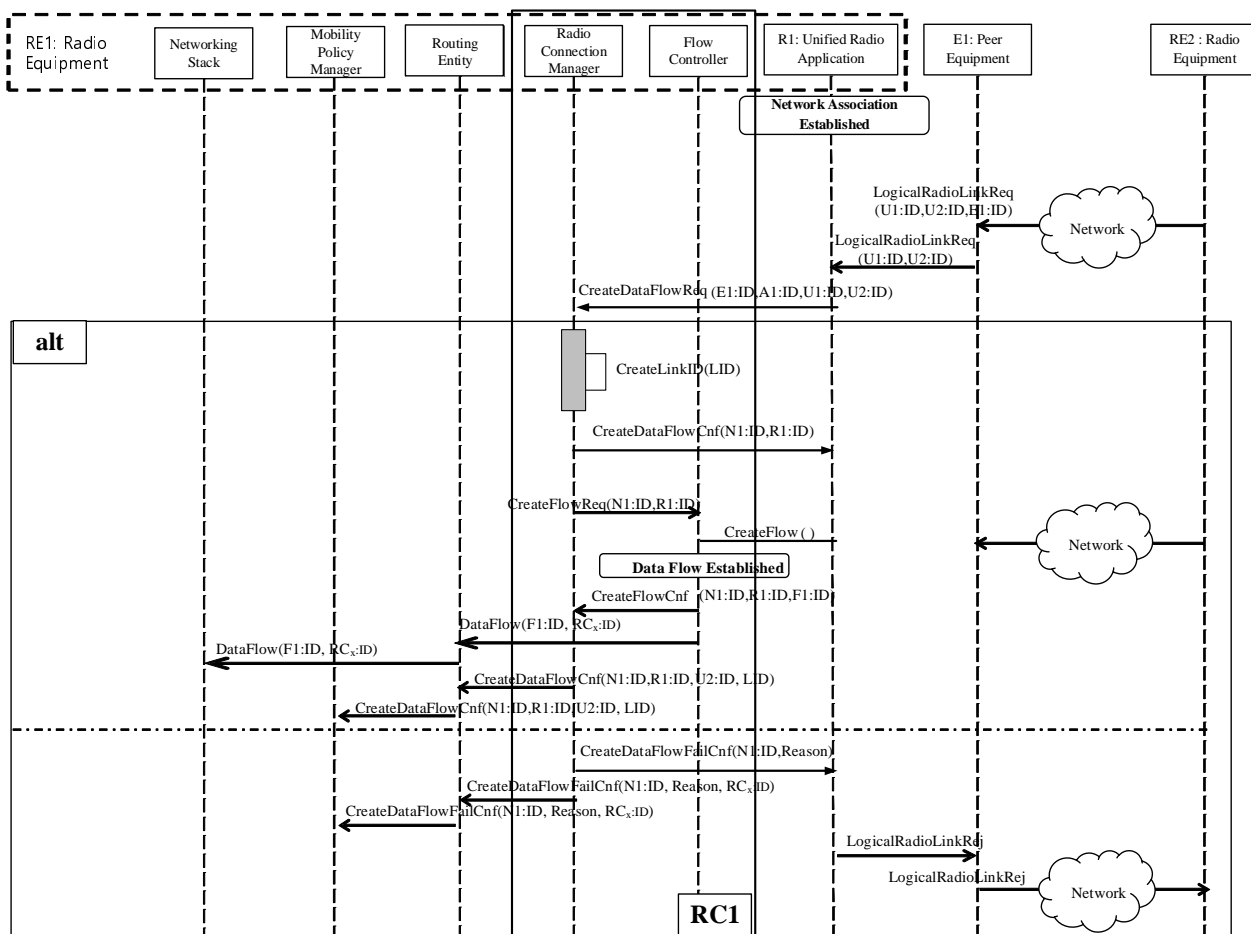 RE1: Radio
Equipment
Networking
Stack
Mobility
Policy
Manager
Routing
Entity
Radio
Connection
Manager
Flow
Controller
R1: Unified Radio
Application
E1: Peer
Equipment
RE2 : Radio
Equipment
Network Association
Established
LogicalRadioLinkReq
(U1:ID,U2:ID,E1:ID)
Network
LogicalRadioLinkReq
(U1:ID,U2:ID)
CreateDataFlowReq (E1:ID,A1:ID,U1:ID,U2:ID)
alt
CreateLinkID(LID)
CreateDataFlowCnf(N1:ID,R1:ID)
CreateFlowReq(N1:ID,R1:ID)
CreateFlow ( )
Network
Data Flow Established
CreateFlowCnf (N1:ID,R1:ID,F1:ID)
DataFlow(F1:ID, RCx:ID)
DataFlow(F1:ID, RCx:ID)
CreateDataFlowCnf(N1:ID,R1:ID,U2:ID, LID)
CreateDataFlowCnf(N1:ID,R1:ID,U2:ID, LID)
CreateDataFlowFailCnf(N1:ID,Reason)
CreateDataFlowFailCnf(N1:ID, Reason, RCx:ID)
CreateDataFlowFailCnf(N1:ID, Reason, RCx:ID)
LogicalRadioLinkRej
LogicalRadioLinkRej
Network
RC1